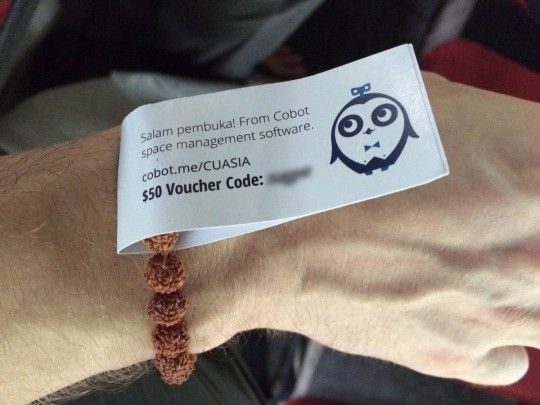 Salam pembuka! From Cobot
space management software.
cobot.me/CUASIA
$50 Voucher Code: